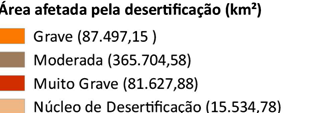 Área afetada pela desertificação (km²)
Grave (87.497,15 )
Moderada (365.704,58)
Muito Grave (81.627,88)
Núcleo de Desertificação (15.534,78)